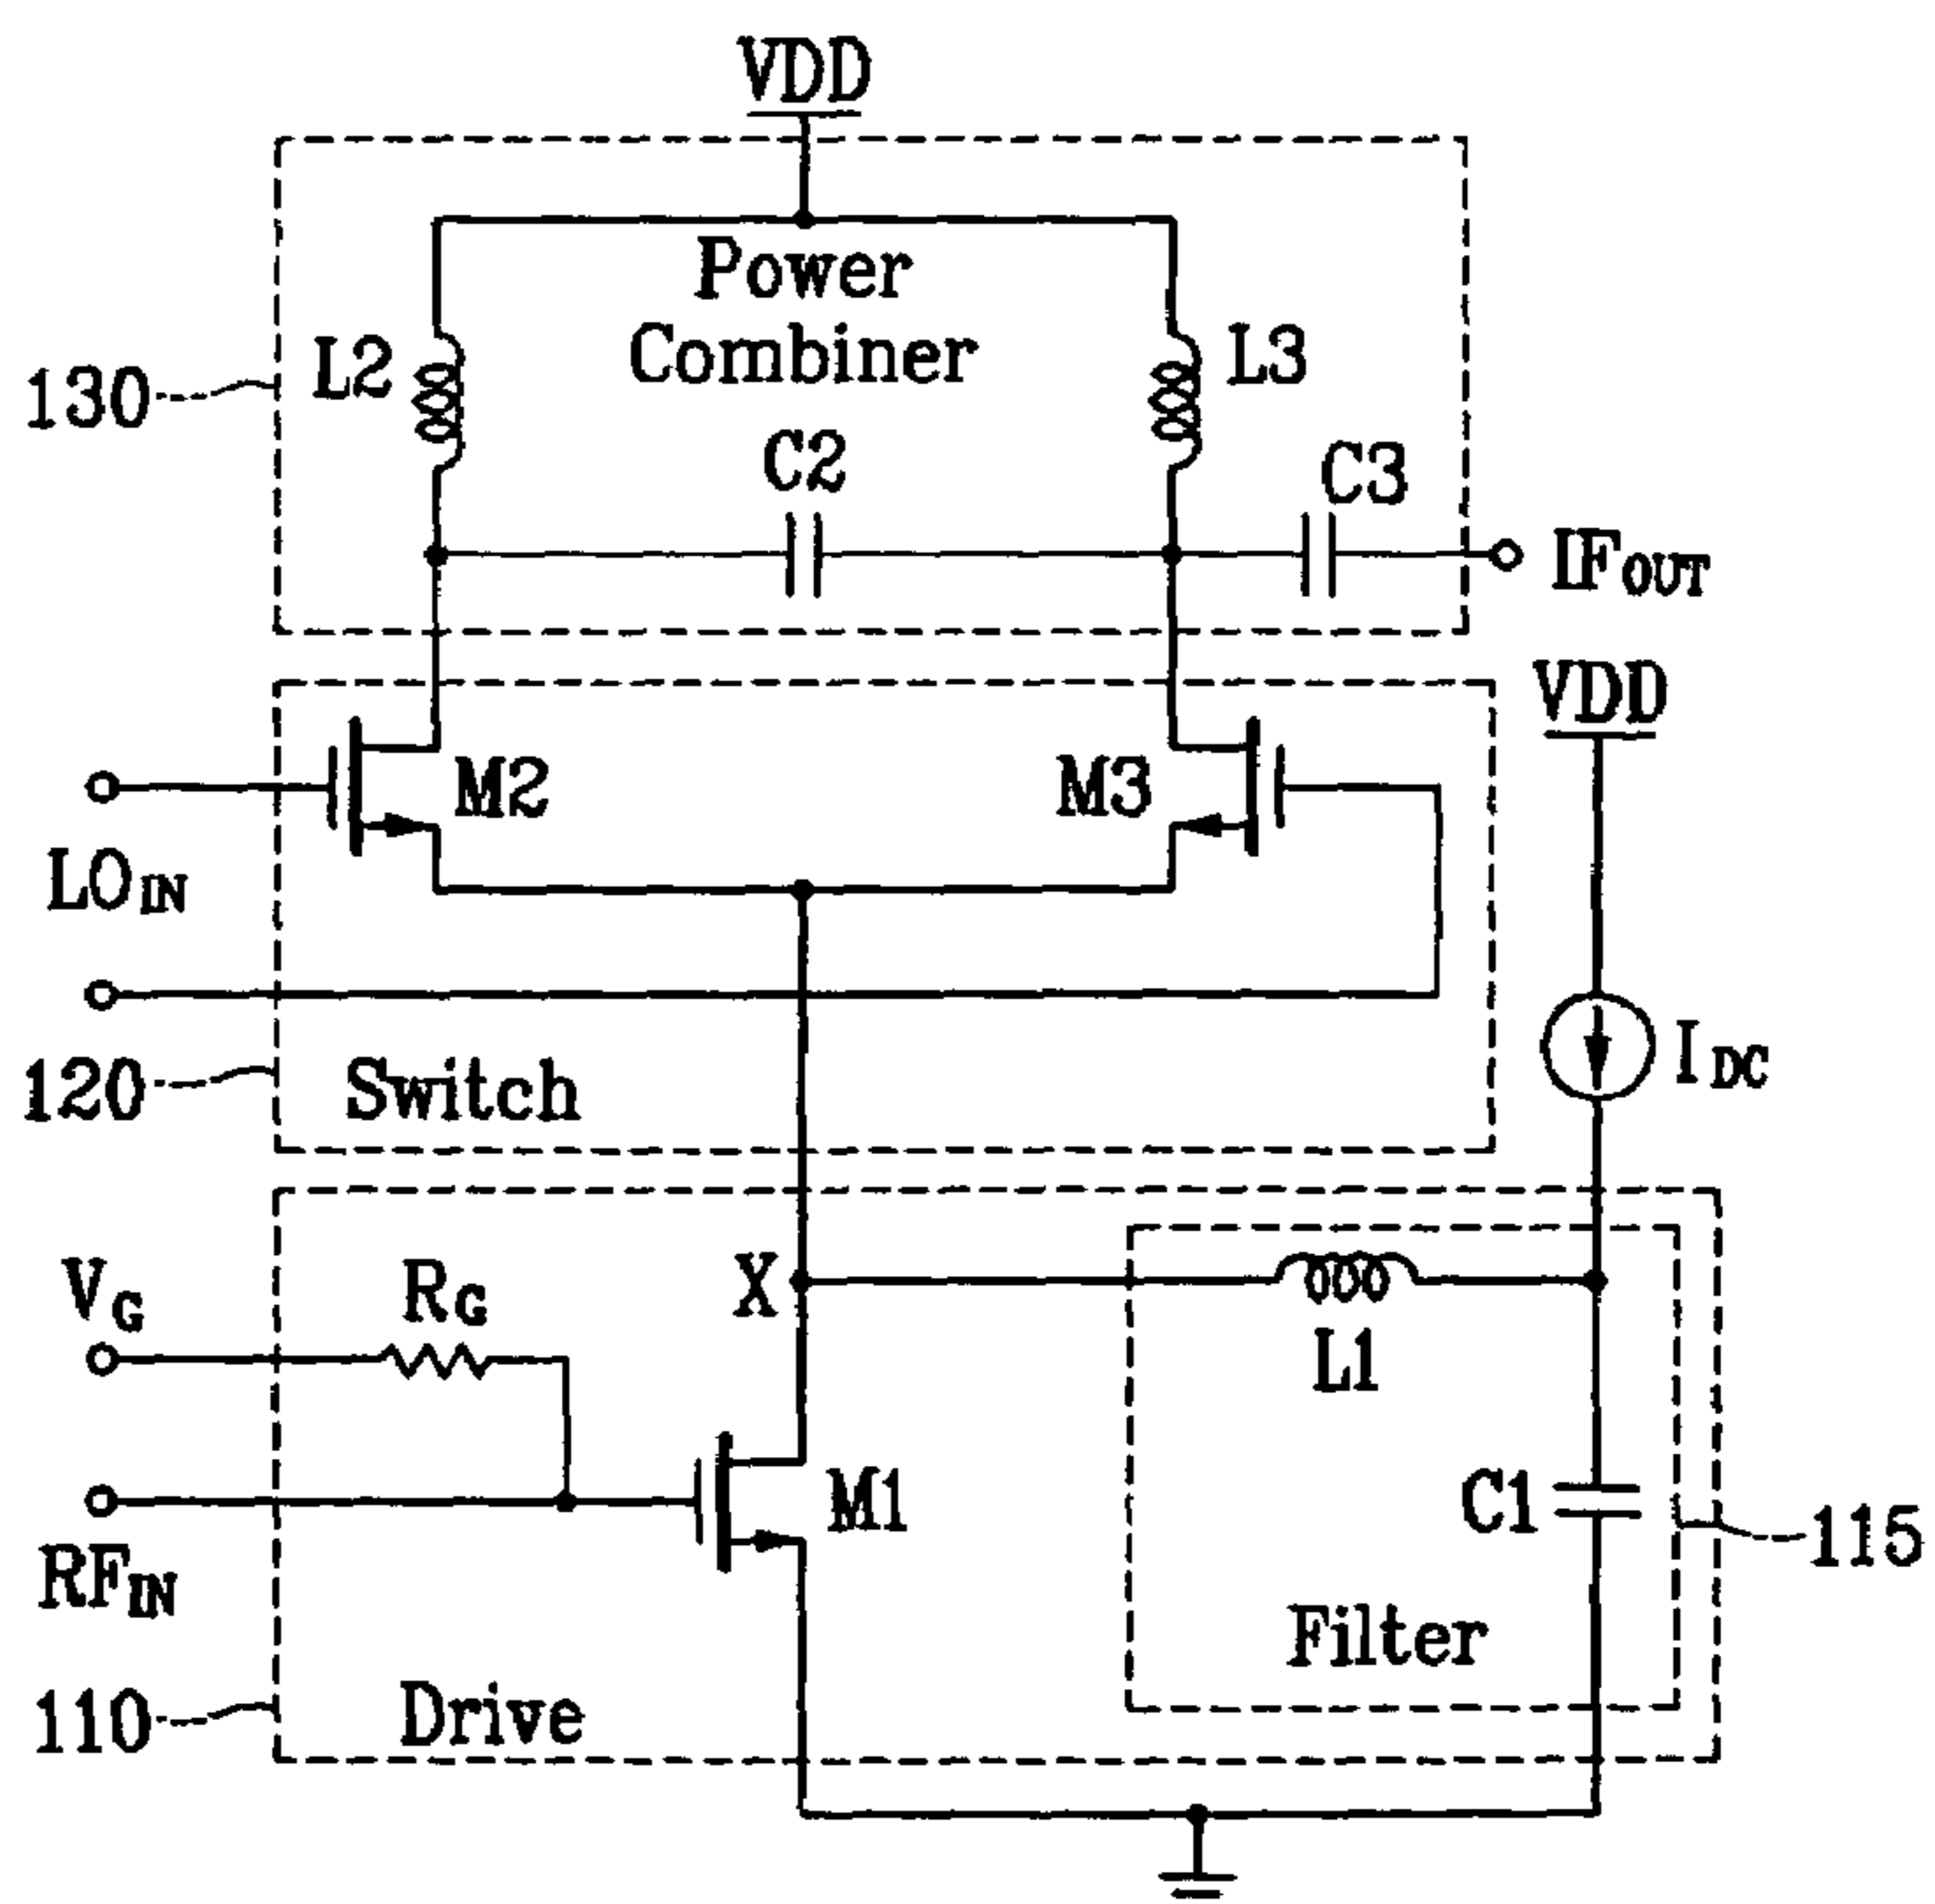 VDD
Power
Combiner
L2
L3
130
C2
C3
IFOUT
VDD
M2
M3
LOIN
IDC
120
Switch
VG
RG
X
L1
M1
C1
115
RFIN
Filter
110
Drive